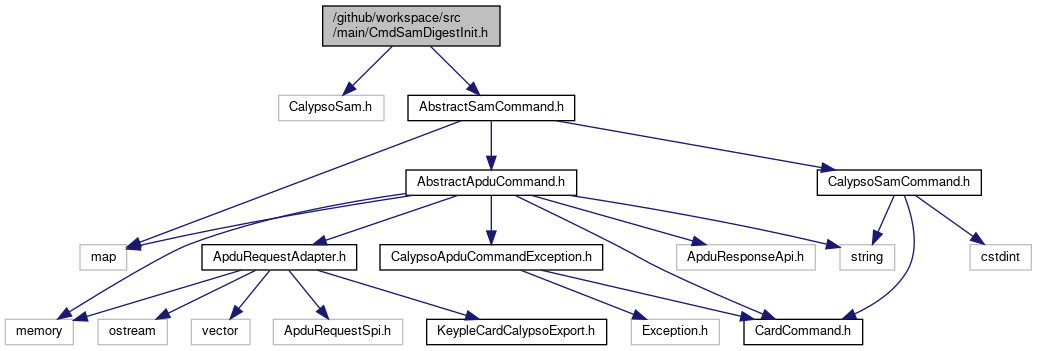 /github/workspace/src
/main/CmdSamDigestInit.h
CalypsoSam.h
AbstractSamCommand.h
AbstractApduCommand.h
CalypsoSamCommand.h
map
ApduRequestAdapter.h
CalypsoApduCommandException.h
ApduResponseApi.h
string
cstdint
memory
ostream
vector
ApduRequestSpi.h
KeypleCardCalypsoExport.h
Exception.h
CardCommand.h